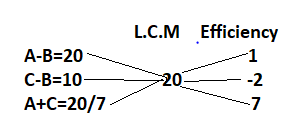 L.C.M Efficiency
A-B=20 1
C-B=10 20 -2
A+C=20/7 7